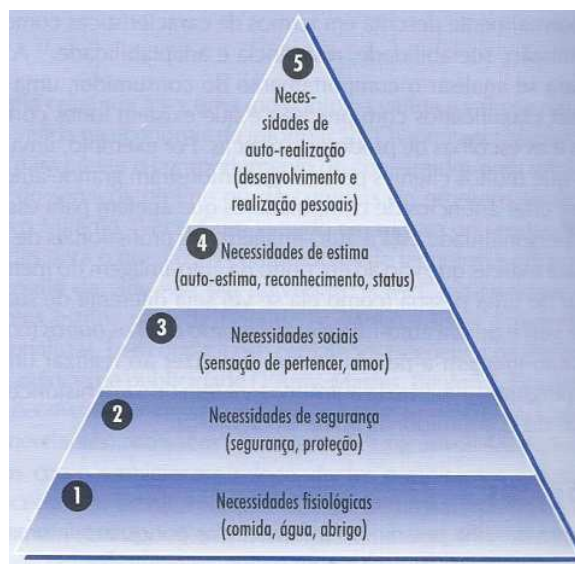 5
Neces-
sidades de
auto-realização
(desenvolvimento e
realização pessoais)
4 Necessidades de estima
(auto-estima, reconhecimento, status)
3 Necessidades sociais
(sensação de pertencer, amor)
2 Necessidades de segurança
(segurança, proteção)
1 Necessidades fisiológicas
(comida, água, abrigo)